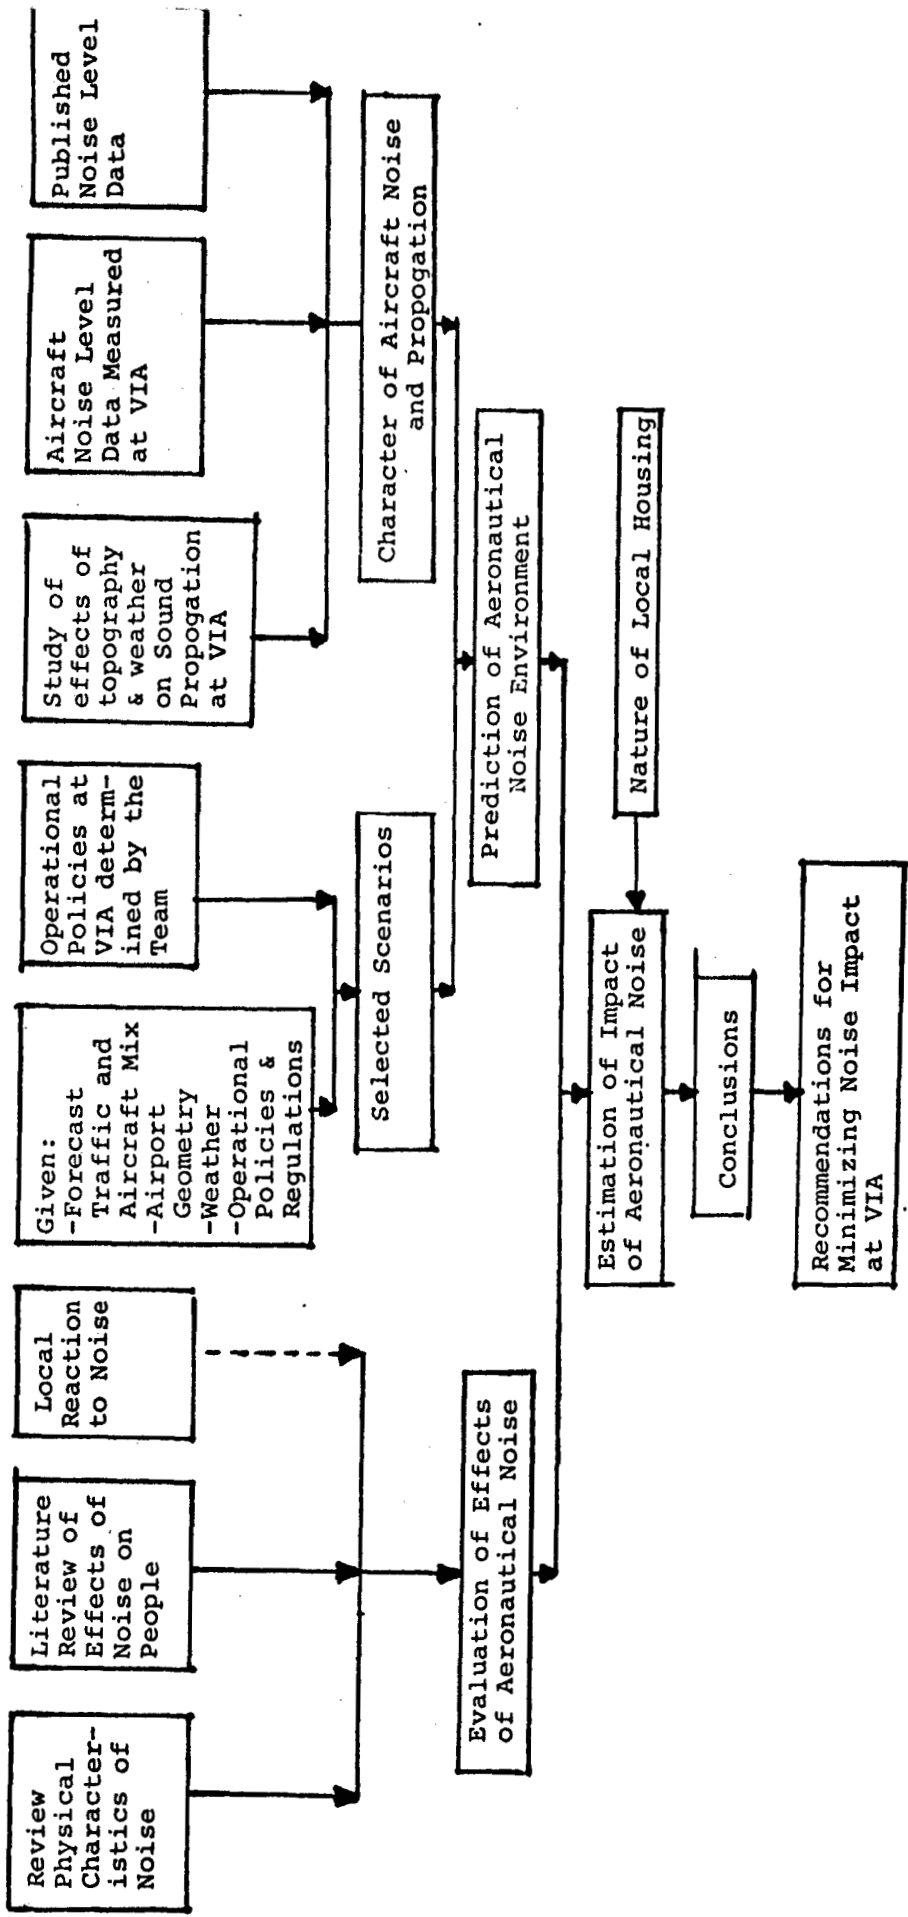 Review
Physical
Character-
istics of
Noise
Literature
Review of
Effects of
Noise on
People
Local
Reaction
to Noise
Given:
-Forecast
Traffic and
Aircraft Mix
-Airport
Geometry
-Weather
-Operational
Policies &
Regulations
Operational
Policies at
VIA determ-
ined by the
Team
Study of
effects of
topography
& weather
on Sound
Propogation
at VIA
Aircraft
Noise Level
Data Measured
at VIA
Published
Noise Level
Data
Selected Scenarios
Character of Aircraft Noise
and Propogation
Evaluation of Effects
of Aeronautical Noise
Prediction of Aeronautical
Noise Environment
Estimation of Impact
of Aeronautical Noise
Nature of Local Housing
Conclusions
Recommendations for
Minimizing Noise Impact
at VIA